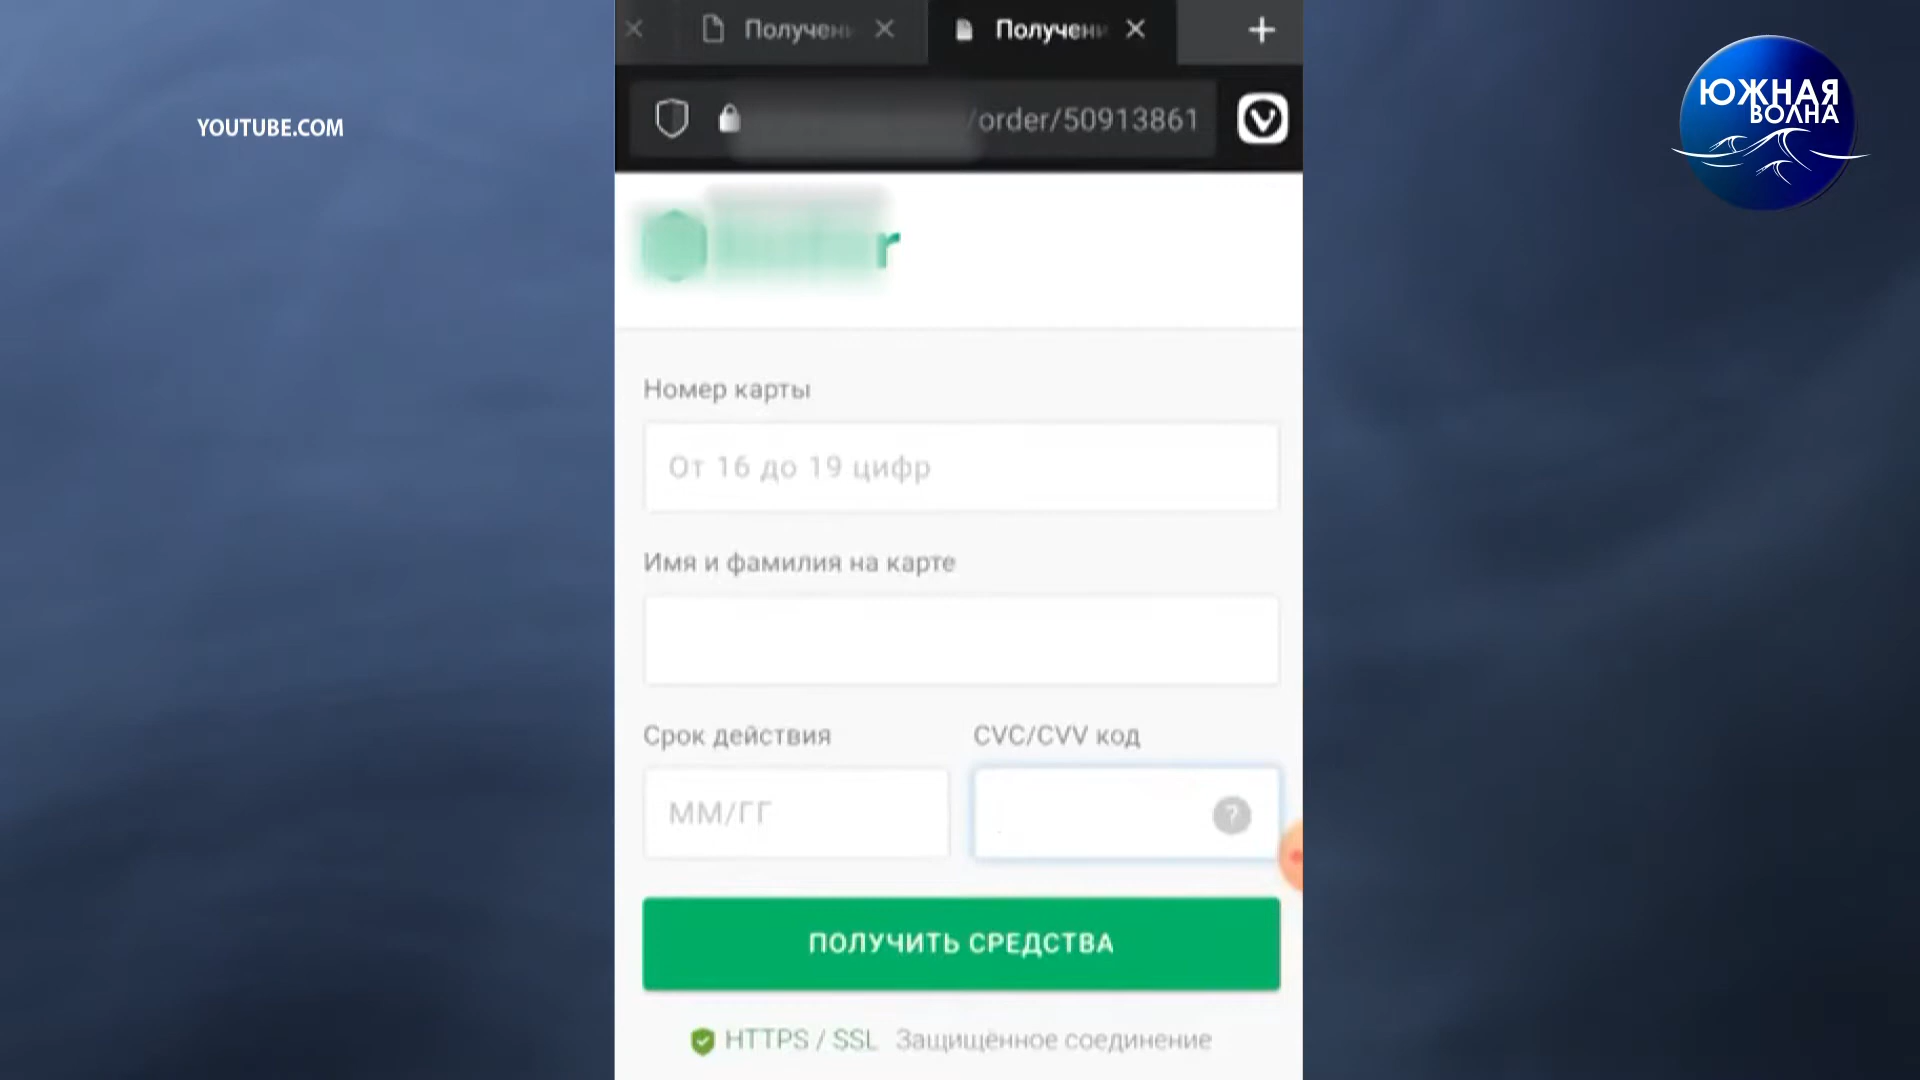 Получен
Получени
YOUTUBE.COM
/order/50913861
ЮЖНАЯ
ВОЛНА
r
Номер карты
От 16 до 19 цифр
Имя и фамилия на карте
Срок действия
CVC/CVV код
ММ/ГГ
?
ПОЛУЧИТЬ СРЕДСТВА
HTTPS / SSL Защищённое соединение